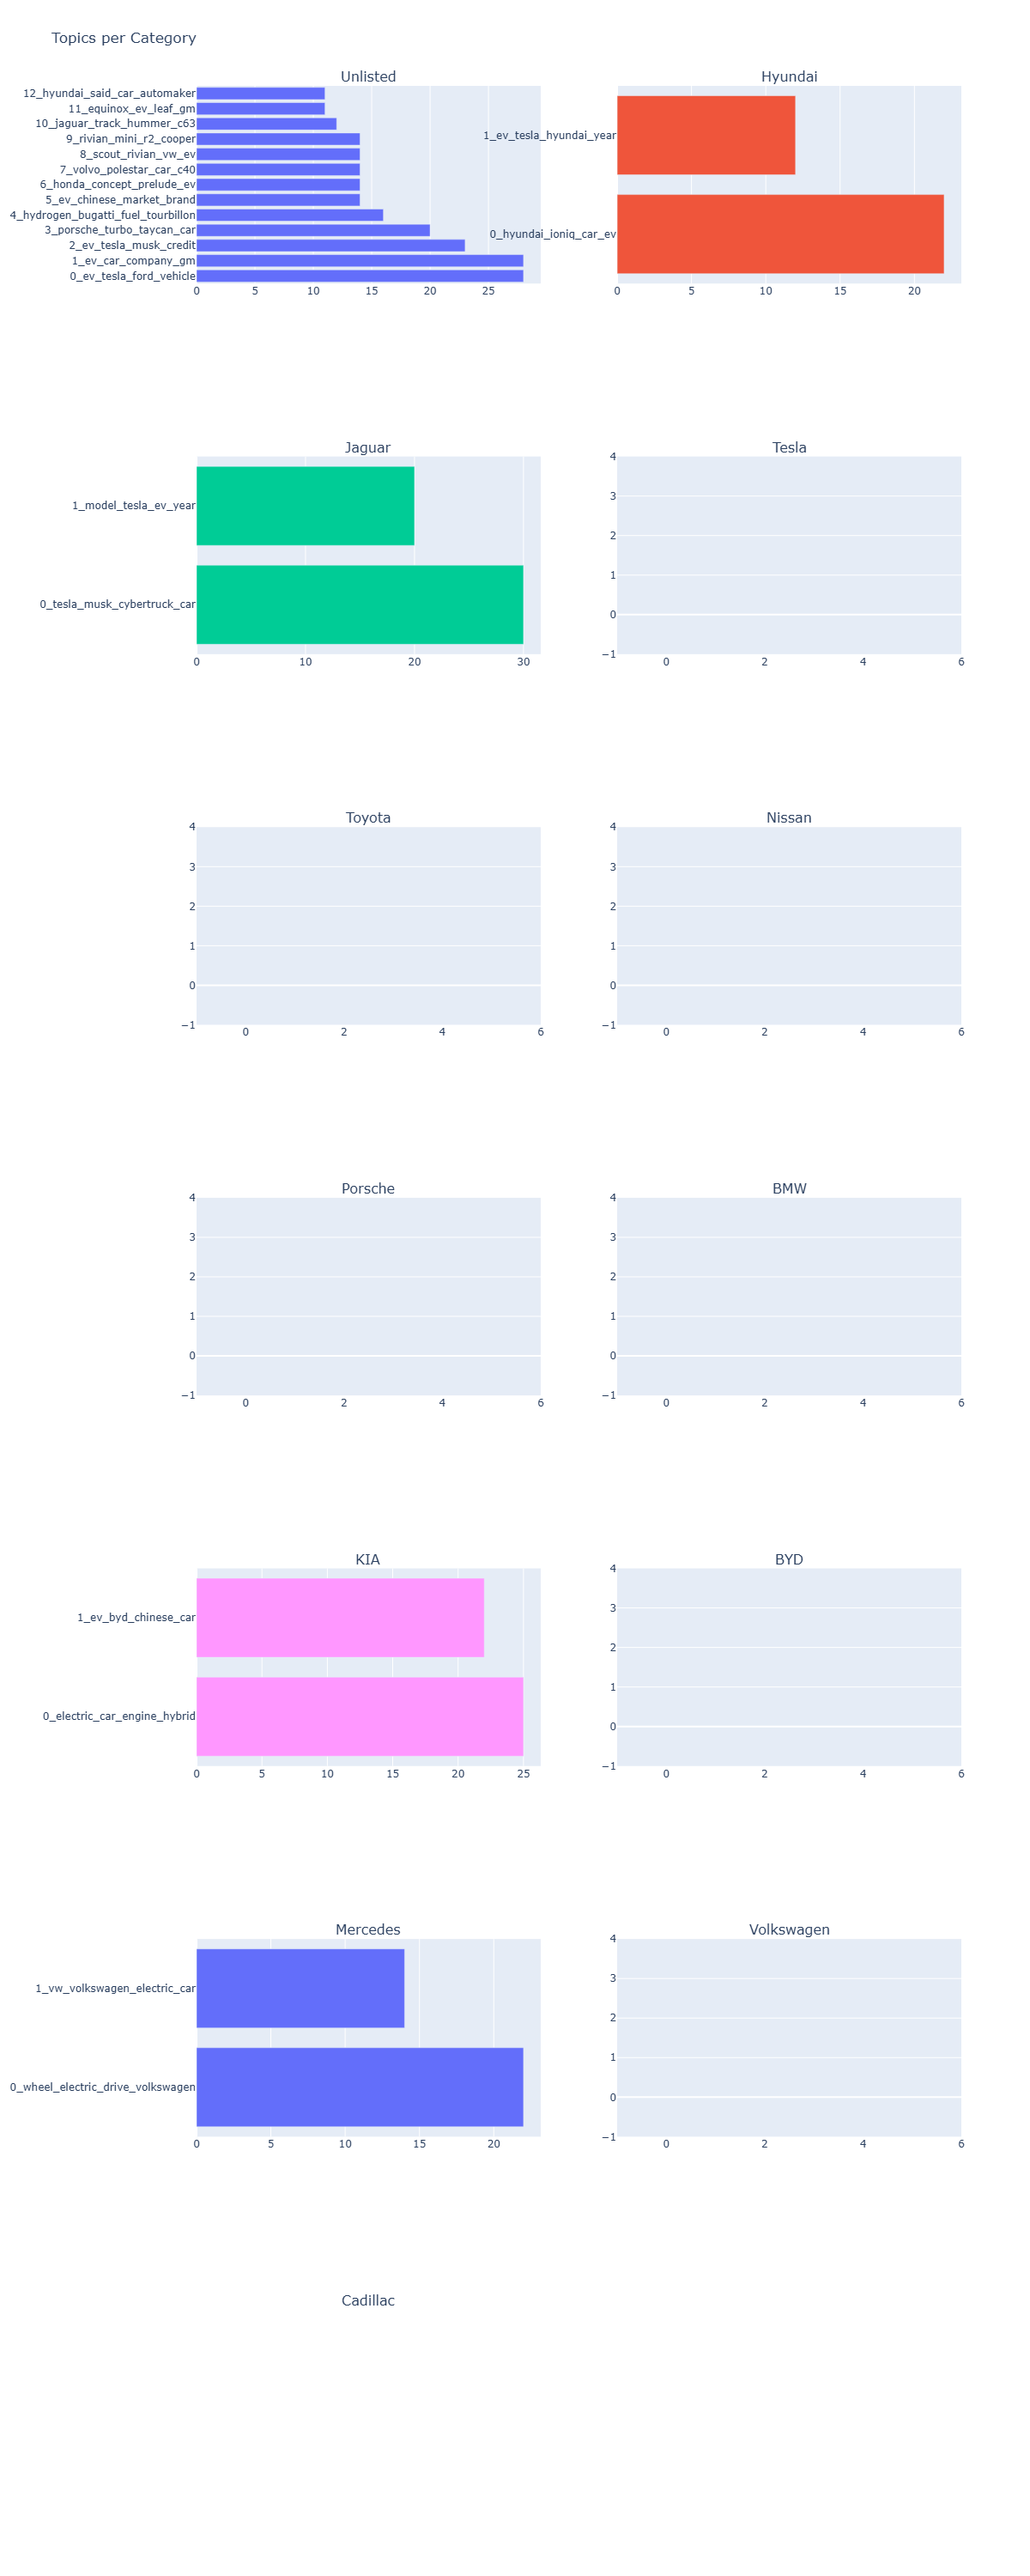 Topics per Category
Unlisted
12_hyundai_said_car_automaker
11_equinox_ev_leaf_gm
10_jaguar_track_hummer_c63
9_rivian_mini_r2_cooper
8_scout_rivian_vw_ev
7_volvo_polestar_car_c40
6_honda_concept_prelude_ev
5_ev_chinese_market_brand
4_hydrogen_bugatti_fuel_tourbillon
3_porsche_turbo_taycan_car
2_ev_tesla_musk_credit
1_ev_car_company_gm
0_ev_tesla_ford_vehicle
0 5 10 15 20 25
Hyundai
1_ev_tesla_hyundai_year
0_hyundai_ioniq_car_ev
0 5 10 15 20
Jaguar
1_model_tesla_ev_year
0_tesla_musk_cybertruck_car
0 10 20 30
Tesla
4
3
2
1
0
−1
0 2 4 6
Toyota
4
3
2
1
0
−1
0 2 4 6
Nissan
4
3
2
1
0
−1
0 2 4 6
Porsche
4
3
2
1
0
−1
0 2 4 6
BMW
4
3
2
1
0
−1
0 2 4 6
KIA
1_ev_byd_chinese_car
0_electric_car_engine_hybrid
0 5 10 15 20 25
BYD
4
3
2
1
0
−1
0 2 4 6
Mercedes
1_vw_volkswagen_electric_car
0_wheel_electric_drive_volkswagen
0 5 10 15 20
Volkswagen
4
3
2
1
0
−1
0 2 4 6
Cadillac